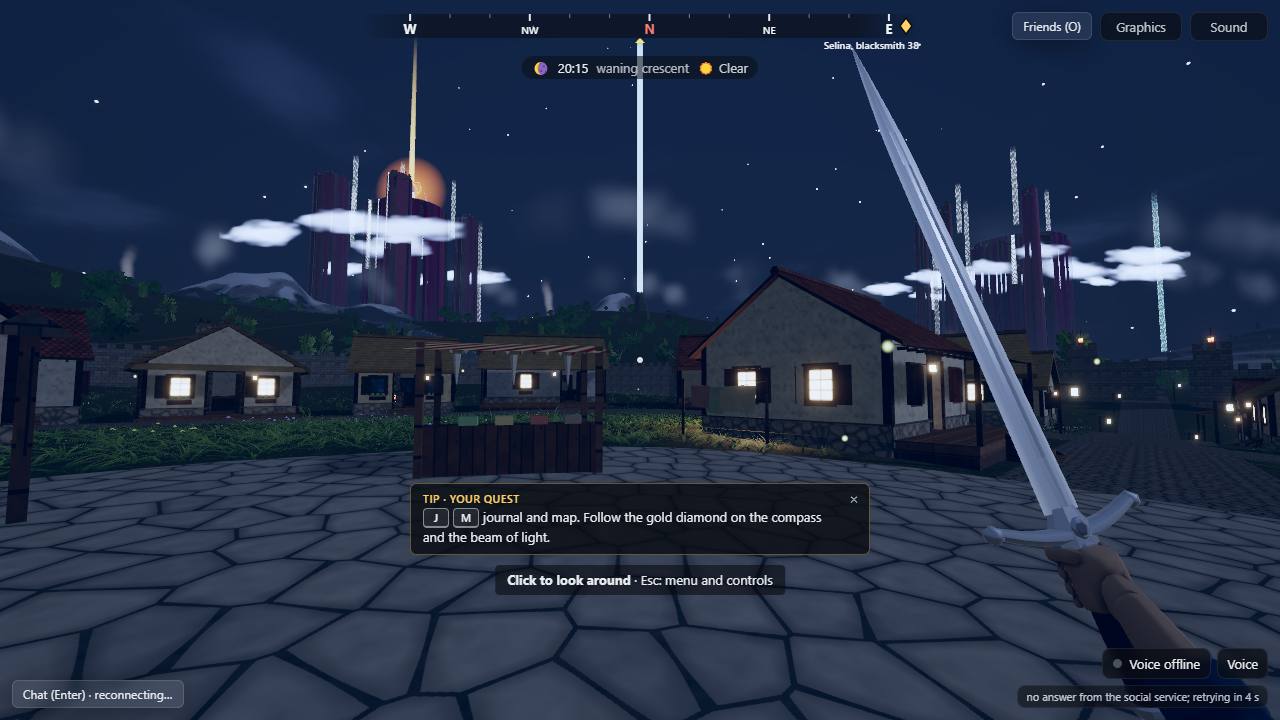 W NW N NE E
Friends (O) Graphics Sound
Selina, blacksmith 38
20:15 waning crescent Clear
TIP · YOUR QUEST ×
J M journal and map. Follow the gold diamond on the compass
and the beam of light.
Click to look around · Esc: menu and controls
Voice offline Voice
Chat (Enter) · reconnecting...
no answer from the social service; retrying in 4 s